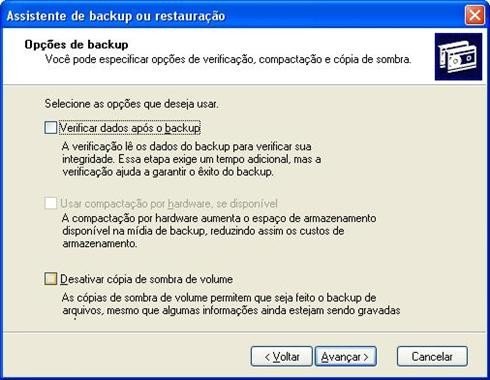 Assistente de backup ou restauração
Opções de backup
Você pode especificar opções de verificação, compactação e cópia de sombra.
Selecione as opções que deseja usar.
Verificar dados após o backup
A verificação lê os dados do backup para verificar sua
integridade. Essa etapa exige um tempo adicional, mas a
verificação ajuda a garantir o êxito do backup.
Usar compactação por hardware, se disponível
A compactação por hardware aumenta o espaço de armazenamento
disponível na mídia de backup, reduzindo assim os custos de
armazenamento.
Desativar cópia de sombra de volume
As cópias de sombra de volume permitem que seja feito o backup de
arquivos, mesmo que algumas informações ainda estejam sendo gravadas
< Voltar
Avançar >
Cancelar